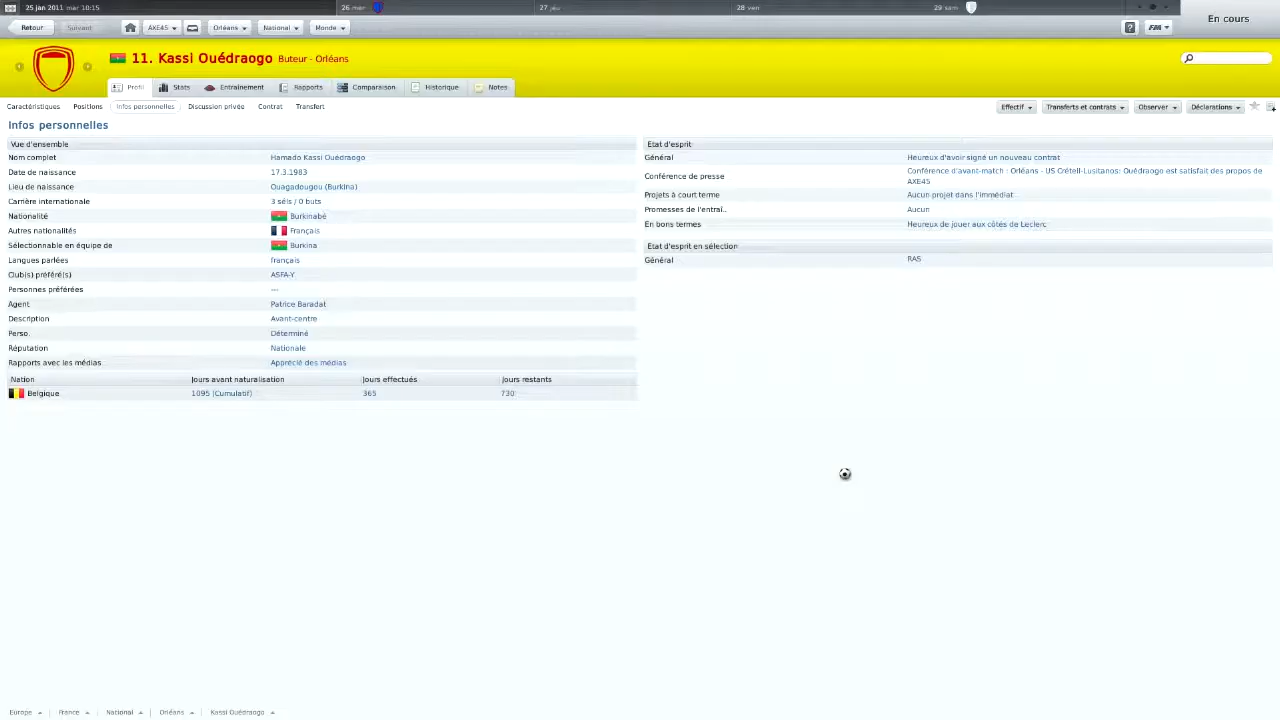 25 jan 2011 mar 10:15
26 mer
27 jeu
28 ven
29 sam
En cours
Retour
Suivant
AXE45
Orléans
National
Monde
?
FM
11. Kassi Ouédraogo Buteur - Orléans
Profil
Stats
Entraînement
Rapports
Comparaison
Historique
Notes
Caractéristiques
Positions
Infos personnelles
Discussion privée
Contrat
Transfert
Effectif
Transferts et contrats
Observer
Déclarations
Infos personnelles
Vue d'ensemble
Nom complet Hamado Kassi Ouédraogo
Date de naissance 17.3.1983
Lieu de naissance Ouagadougou (Burkina)
Carrière internationale 3 séls / 0 buts
Nationalité Burkinabé
Autres nationalités Français
Sélectionnable en équipe de Burkina
Langues parlées français
Club(s) préféré(s) ASFA-Y
Personnes préférées ---
Agent Patrice Baradat
Description Avant-centre
Perso. Déterminé
Réputation Nationale
Rapports avec les médias Apprécié des médias
Nation Jours avant naturalisation Jours effectués Jours restants
Belgique 1095 (Cumulatif) 365 730
Etat d'esprit
Général Heureux d'avoir signé un nouveau contrat
Conférence de presse Conférence d'avant-match : Orléans - US Créteil-Lusitanos: Ouédraogo est satisfait des propos de
AXE45
Projets à court terme Aucun projet dans l'immédiat
Promesses de l'entraî.. Aucun
En bons termes Heureux de jouer aux côtés de Leclerc
Etat d'esprit en sélection
Général RAS
Europe
France
National
Orléans
Kassi Ouédraogo